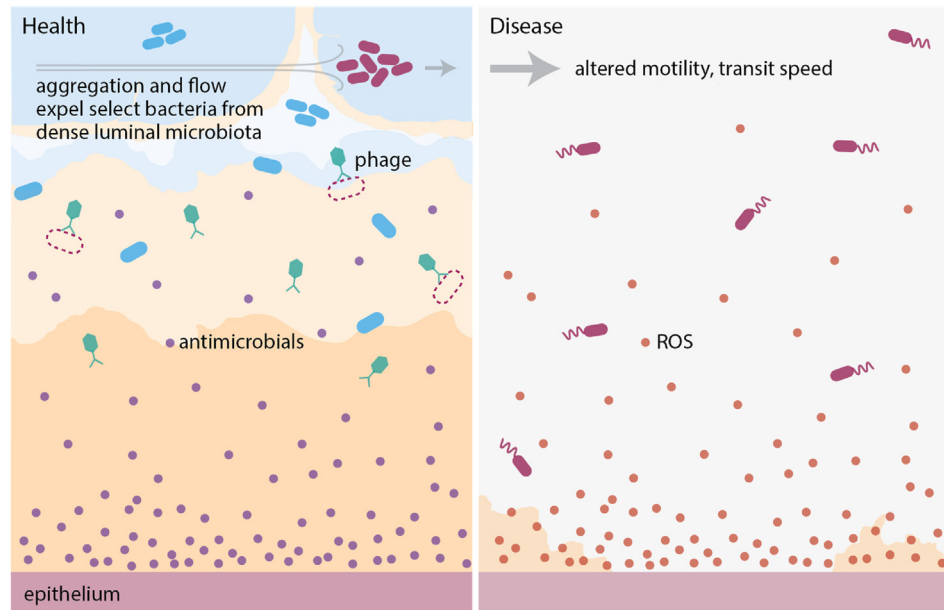 Health
aggregation and flow
expel select bacteria from
dense luminal microbiota
phage
antimicrobials
epithelium
Disease
altered motility, transit speed
ROS